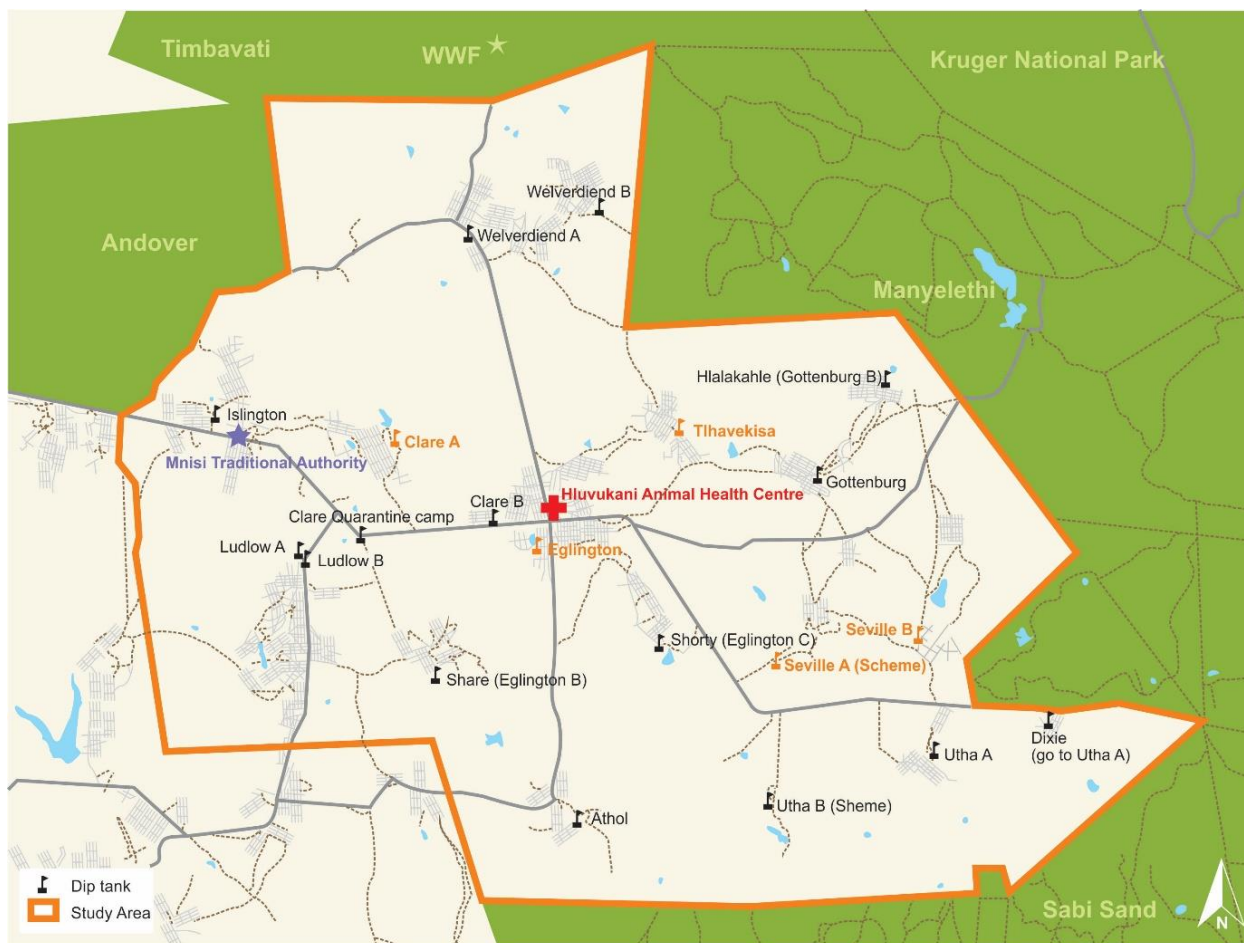 Timbavati
WWF
Kruger National Park
Andover
Welverdiend B
Welverdiend A
Manyelethi
Hlalakahle (Gottenburg B)
Islington
Mnisi Traditional Authority
Clare A
Tlhavekisa
Gottenburg
Hluvukani Animal Health Centre
Clare B
Clare Quarantine camp
Ludlow A
Ludlow B
Eglington
Shorty (Eglington C)
Seville B
Seville A (Scheme)
Share (Eglington B)
Dixie
(go to Utha A)
Utha A
Utha B (Sheme)
Athol
Dip tank
Study Area
Sabi Sand
N